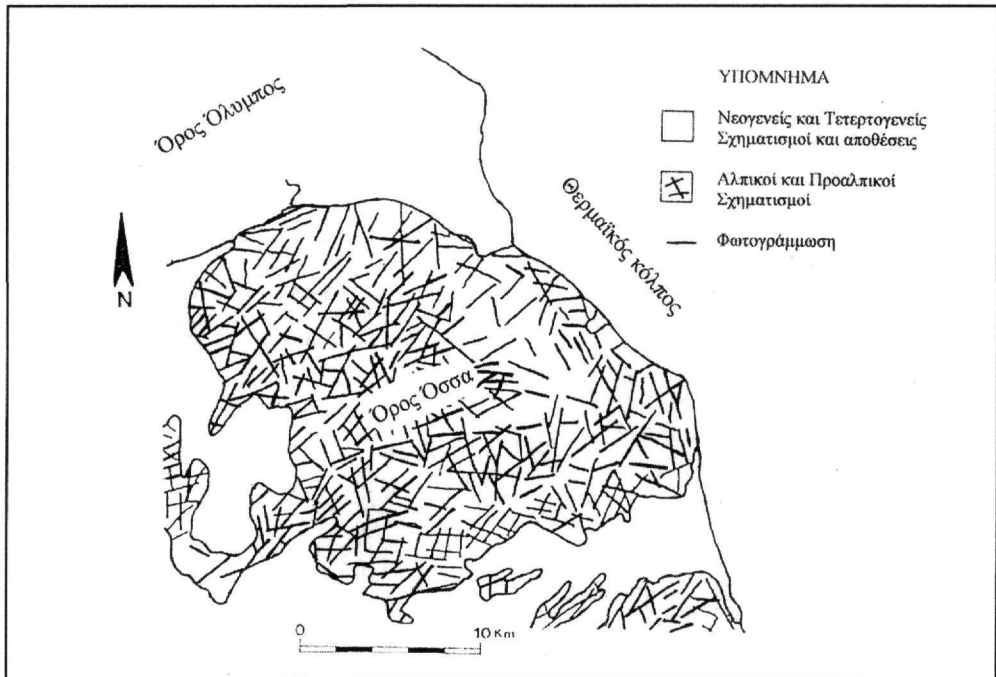 Όρος Όλυμπος
ΥΠΟΜΝΗΜΑ
Νεογενείς και Τετερτογενείς
Σχηματισμοί και αποθέσεις
Αλπικοί και Προαλπικοί
Σχηματισμοί
Φωτογράμμωση
Θερμαϊκός κόλπος
N
Όρος Όσσα
0 10 Km